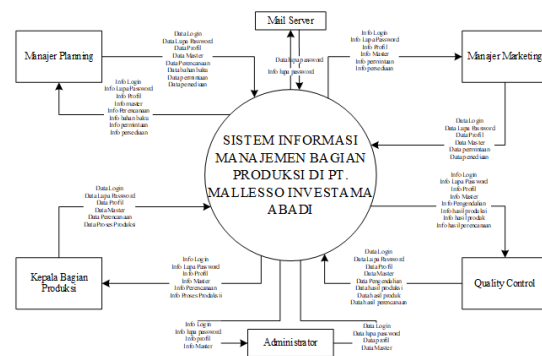 Mail Server
Data lupa password
Info lupa password
Manajer Planning
Data Login
Data Lupa Password
Data Profil
Data Master
Data Perencanaan
Data bahan baku
Data permintaan
Data persediaan
Info Login
Info Lupa Password
Info Profil
Info master
Info Perencanaan
Info bahan baku
Info permintaan
Info persediaan
Info Login
Info Lupa Password
Info Profil
Info Master
Info permintaan
Info persediaan
Manajer Marketing
Data Login
Data Lupa Password
Data Profil
Data Master
Data permintaan
Data persediaan
SISTEM INFORMASI
MANAJEMEN BAGIAN
PRODUKSI DI PT.
MALLESSO INVESTAMA
ABADI
Data Login
Data Lupa Password
Data Profil
Data Master
Data Perencanaan
Data Proses Produksi
Kepala Bagian
Produksi
Info Login
Info Lupa Password
Info Profil
Info Master
Info Perencanaan
Info Proses Produksi
Info Login
Info Lupa Password
Info Profil
Info Master
Info Pengendalian
Info hasil produksi
Info hasil produk
Info hasil perencanaan
Quality Control
Data Login
Data Lupa Password
Data Profil
Data Master
Data Pengendalian
Data hasil produksi
Data hasil produk
Data hasil perencanaan
Info Login
Info lupa password
Info profil
Info Master
Administrator
Data Login
Data lupa password
Data profil
Data Master